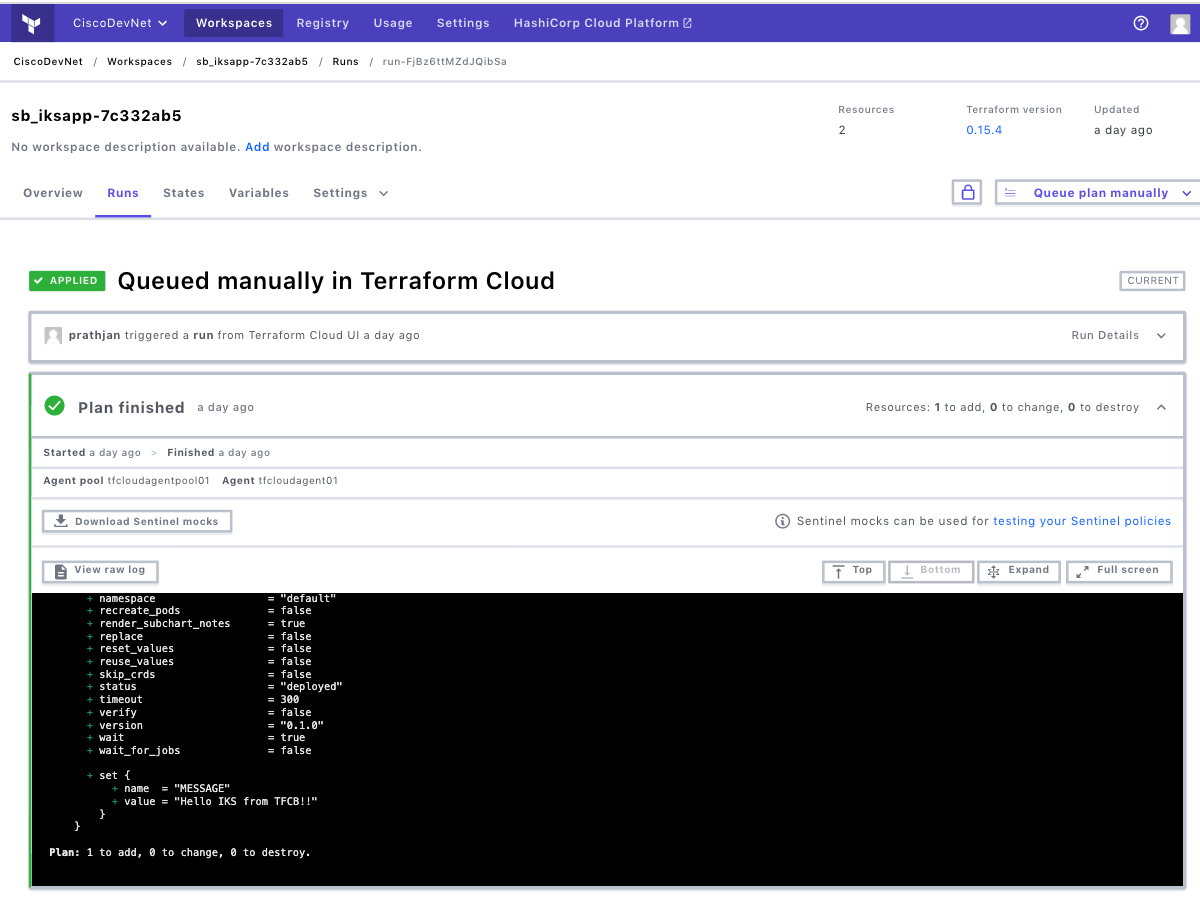 CiscoDevNet Workspaces Registry Usage Settings HashiCorp Cloud Platform
CiscoDevNet / Workspaces / sb_iksapp-7c332ab5 / Runs / run-FjBz6ttMZdJQibSa
sb_iksapp-7c332ab5
No workspace description available. Add workspace description.
Resources
2
Terraform version
0.15.4
Updated
a day ago
Overview Runs States Variables Settings
Queue plan manually
APPLIED Queued manually in Terraform Cloud CURRENT
prathjan triggered a run from Terraform Cloud UI a day ago Run Details
Plan finished a day ago Resources: 1 to add, 0 to change, 0 to destroy
Started a day ago > Finished a day ago
Agent pool tfcloudagentpool01 Agent tfcloudagent01
Download Sentinel mocks Sentinel mocks can be used for testing your Sentinel policies
View raw log Top Bottom Expand Full screen
+ namespace = "default"
+ recreate_pods = false
+ render_subchart_notes = true
+ replace = false
+ reset_values = false
+ reuse_values = false
+ skip_crds = false
+ status = "deployed"
+ timeout = 300
+ verify = false
+ version = "0.1.0"
+ wait = true
+ wait_for_jobs = false
+ set {
+ name = "MESSAGE"
+ value = "Hello IKS from TFCB!!"
}
}
Plan: 1 to add, 0 to change, 0 to destroy.